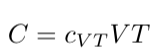 C = c_{VT}VT